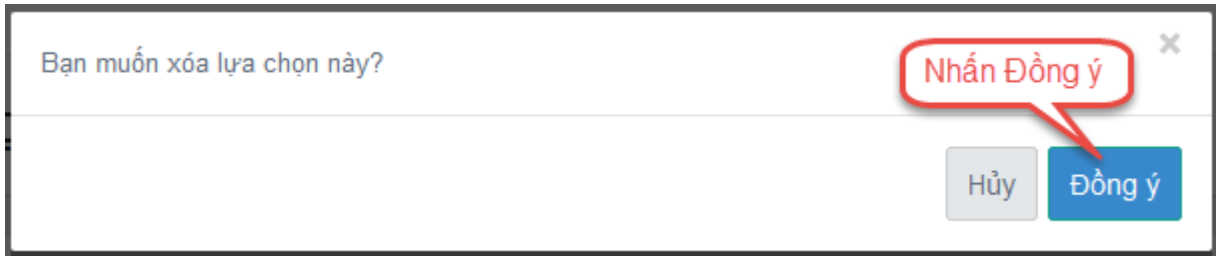 Bạn muốn xóa lựa chọn này?
×
Nhấn Đồng ý
Hủy
Đồng ý